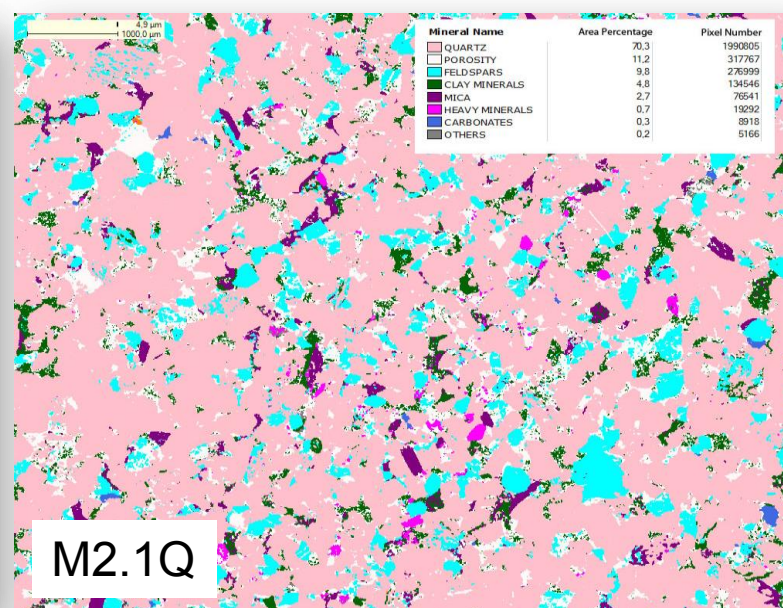 4,9 µm
1000,0 µm
Mineral Name Area Percentage Pixel Number
QUARTZ 70,3 1990805
POROSITY 11,2 317767
FELDSPARS 9,8 276999
CLAY MINERALS 4,8 134546
MICA 2,7 76541
HEAVY MINERALS 0,7 19292
CARBONATES 0,3 8918
OTHERS 0,2 5166
M2.1Q